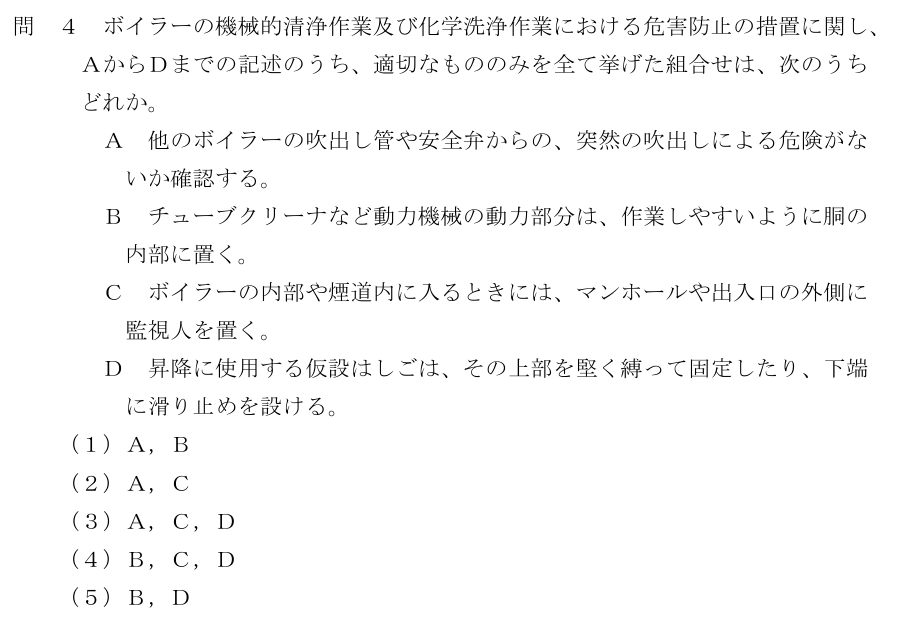 問　４　ボイラーの機械的清浄作業及び化学洗浄作業における危害防止の措置に関し、
ＡからＤまでの記述のうち、適切なもののみを全て挙げた組合せは、次のうち
どれか。
Ａ　他のボイラーの吹出し管や安全弁からの、突然の吹出しによる危険がな
いか確認する。
Ｂ　チューブクリーナなど動力機械の動力部分は、作業しやすいように胴の
内部に置く。
Ｃ　ボイラーの内部や煙道内に入るときには、マンホールや出入口の外側に
監視人を置く。
Ｄ　昇降に使用する仮設はしごは、その上部を堅く縛って固定したり、下端
に滑り止めを設ける。
（１）Ａ，Ｂ
（２）Ａ，Ｃ
（３）Ａ，Ｃ，Ｄ
（４）Ｂ，Ｃ，Ｄ
（５）Ｂ，Ｄ